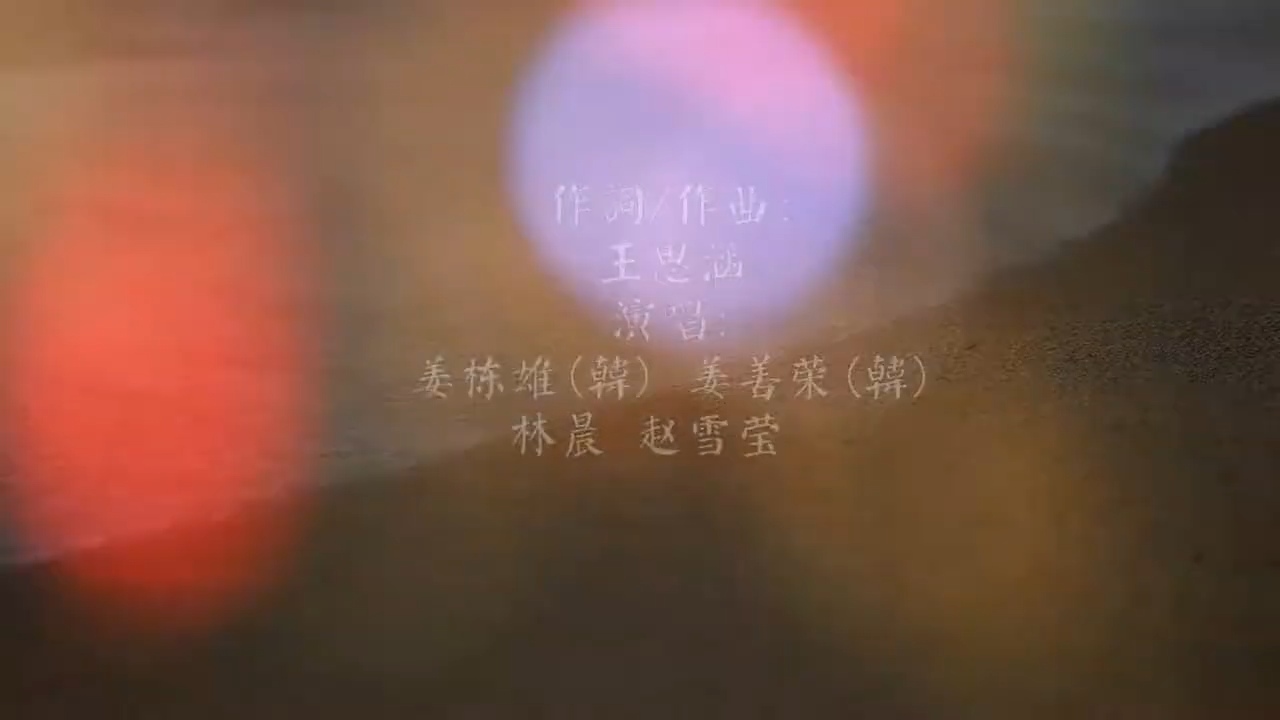 作詞/作曲:
王思涵
演唱:
姜栋雄(韓) 姜善荣(韓)
林晨 赵雪莹